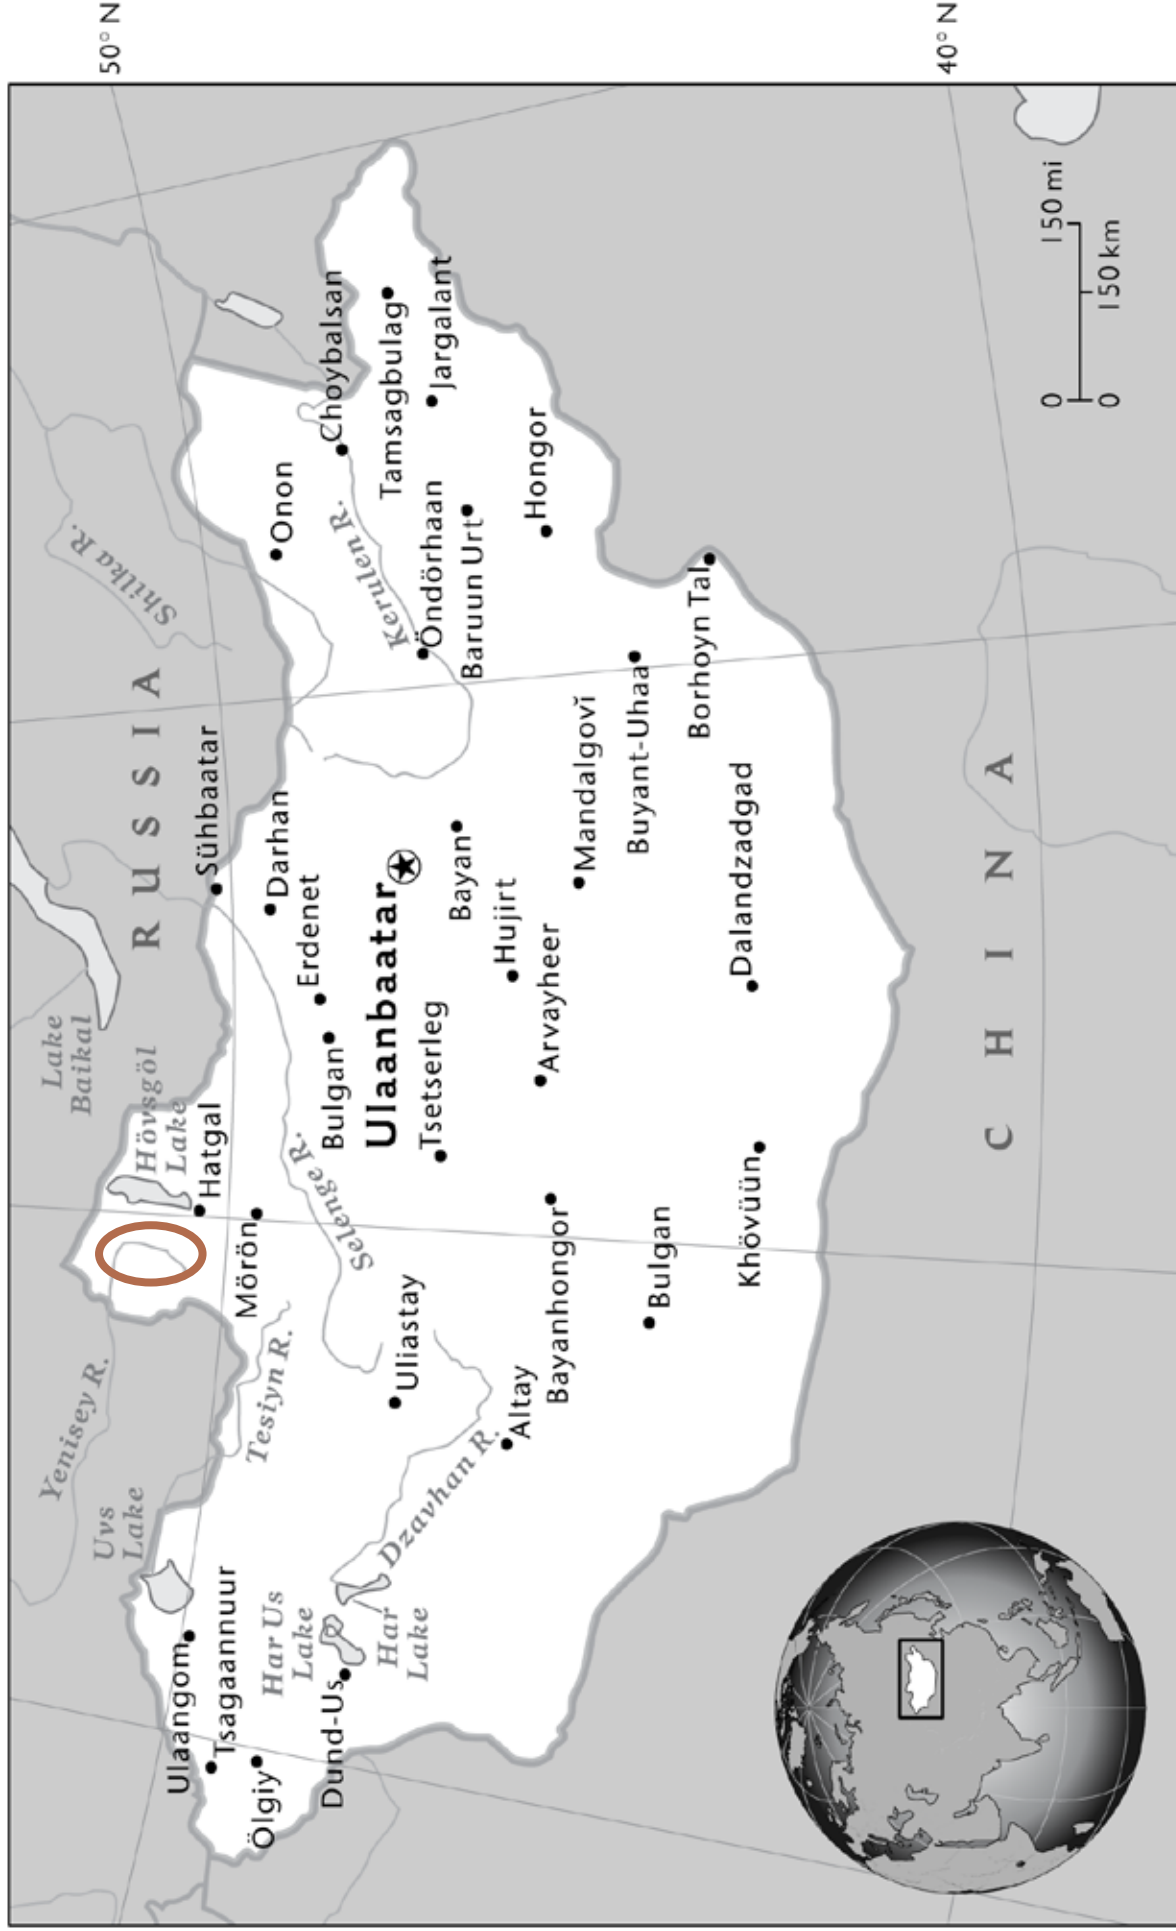 50° N
40° N
RUSSIA
CHINA
Lake
Baikal
Hövsgöl
Lake
Hatgal
Mörön
Yenisey R.
Uvs
Lake
Tesiyn R.
Ulaangom
Tsagaannuur
Ölgiy
Har Us
Lake
Har
Lake
Dund-Us
Dzavhan R.
Uliastay
Altay
Selenge R.
Sühbaatar
Darhan
Erdenet
Bulgan
Ulaanbaatar
Tsetserleg
Bayan
Hujirt
Arvayheer
Bayanhongor
Bulgan
Khövüün
Dalandzadgad
Mandalgovĭ
Buyant-Uhaa
Borhoyn Tal
Shilka R.
Onon
Kerulen R.
Choybalsan
Tamsagbulag
Jargalant
Öndörhaan
Baruun Urt
Hongor
0 150 mi
0 150 km